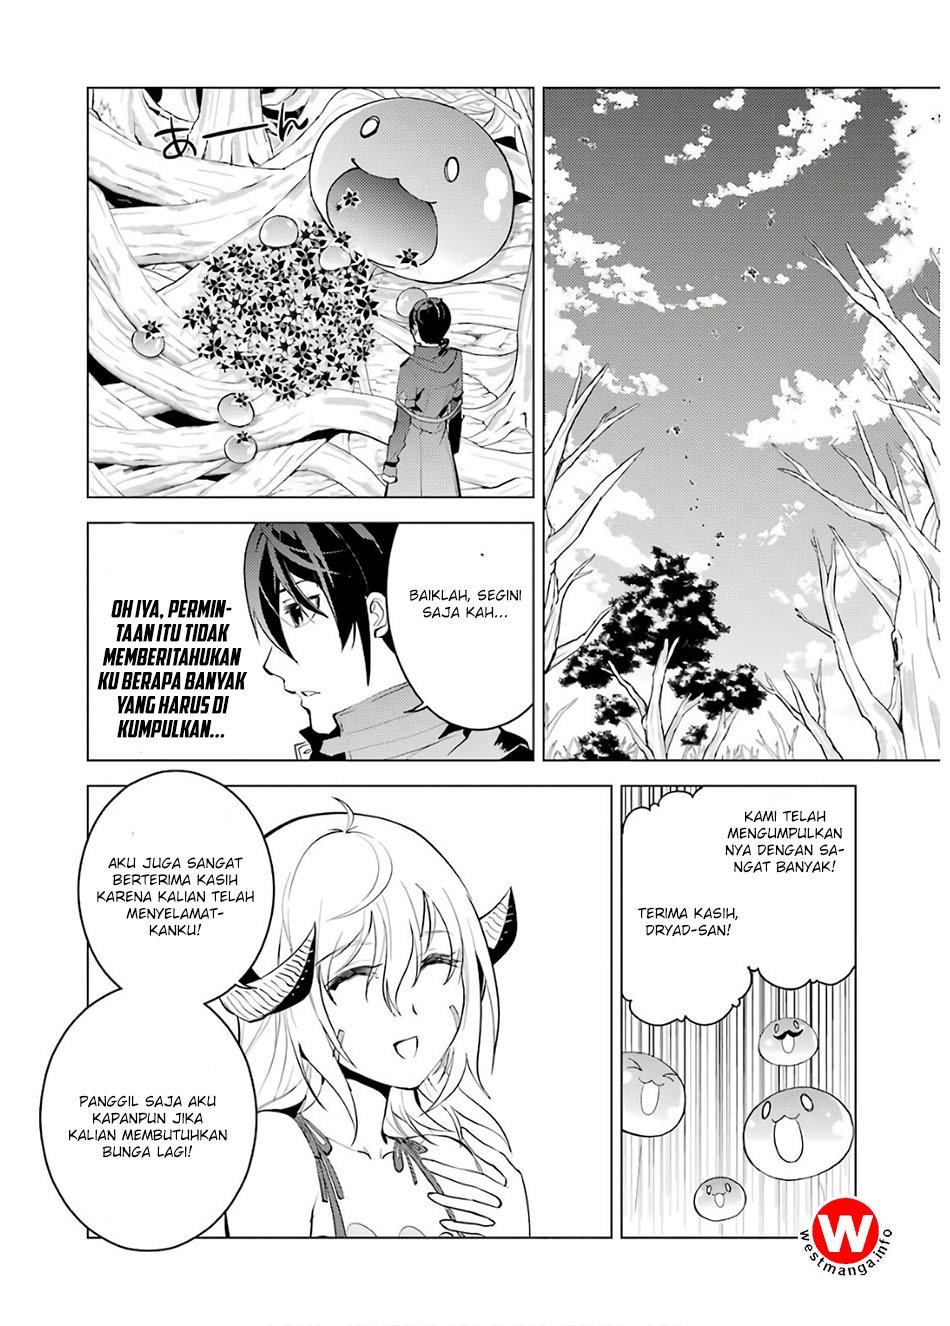 あーん
BAIKLAH, SEGINI
SAJA KAH...
OH IYA, PERMIN-
TAAN ITU TIDAK
MEMBERITAHUKAN
KU BERAPA BANYAK
YANG HARUS DI
KUMPULKAN...
KAMI TELAH
MENGUMPULKAN
NYA DENGAN SA-
NGAT BANYAK!
TERIMA KASIH,
DRYAD-SAN!
AKU JUGA SANGAT
BERTERIMA KASIH
KARENA KALIAN TELAH
MENYELAMAT-
KANKU!
PANGGIL SAJA AKU
KAPANPUN JIKA
KALIAN MEMBUTUHKAN
BUNGA LAGI!
W
westmanga.info